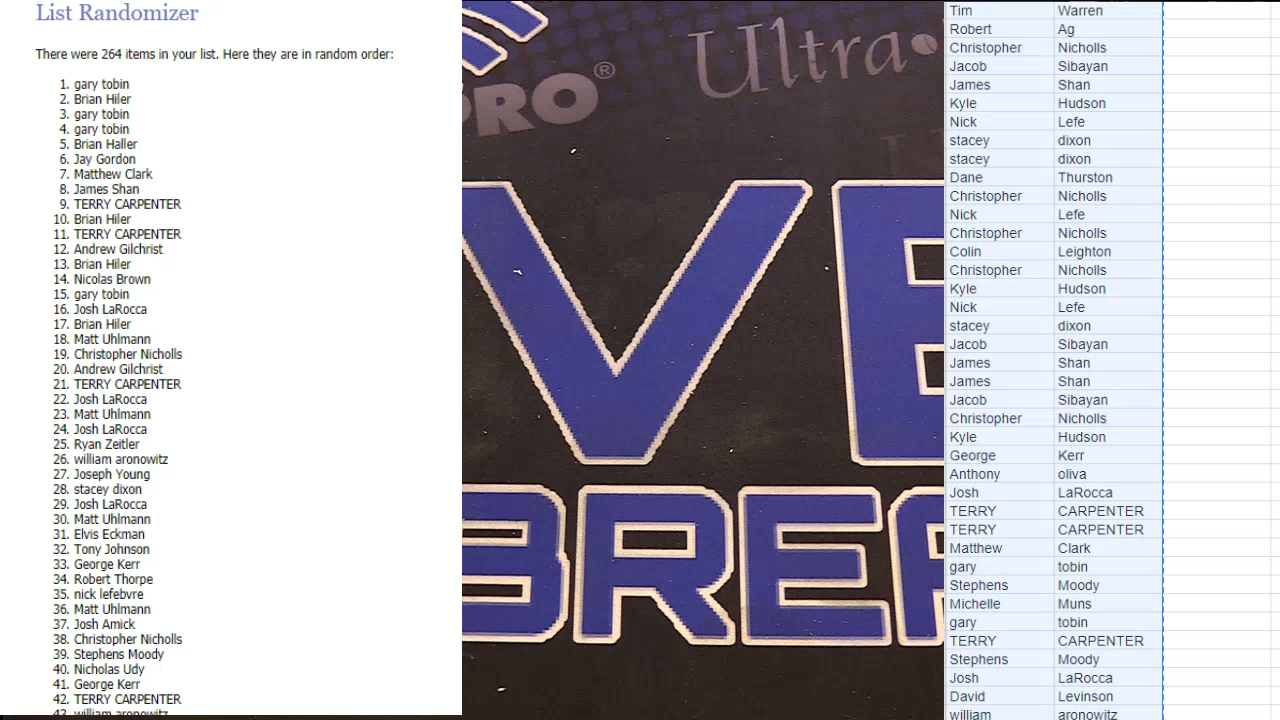 List Randomizer
There were 264 items in your list. Here they are in random order:
1. gary tobin
2. Brian Hiler
3. gary tobin
4. gary tobin
5. Brian Haller
6. Jay Gordon
7. Matthew Clark
8. James Shan
9. TERRY CARPENTER
10. Brian Hiler
11. TERRY CARPENTER
12. Andrew Gilchrist
13. Brian Hiler
14. Nicolas Brown
15. gary tobin
16. Josh LaRocca
17. Brian Hiler
18. Matt Uhlmann
19. Christopher Nicholls
20. Andrew Gilchrist
21. TERRY CARPENTER
22. Josh LaRocca
23. Matt Uhlmann
24. Josh LaRocca
25. Ryan Zeitler
26. william aronowitz
27. Joseph Young
28. stacey dixon
29. Josh LaRocca
30. Matt Uhlmann
31. Elvis Eckman
32. Tony Johnson
33. George Kerr
34. Robert Thorpe
35. nick lefebvre
36. Matt Uhlmann
37. Josh Amick
38. Christopher Nicholls
39. Stephens Moody
40. Nicholas Udy
41. George Kerr
42. TERRY CARPENTER
43. william aronowitz
PRO® Ultra
VE
BREA
Tim Warren
Robert Ag
Christopher Nicholls
Jacob Sibayan
James Shan
Kyle Hudson
Nick Lefe
stacey dixon
stacey dixon
Dane Thurston
Christopher Nicholls
Nick Lefe
Christopher Nicholls
Colin Leighton
Christopher Nicholls
Kyle Hudson
Nick Lefe
stacey dixon
Jacob Sibayan
James Shan
James Shan
Jacob Sibayan
Christopher Nicholls
Kyle Hudson
George Kerr
Anthony oliva
Josh LaRocca
TERRY CARPENTER
TERRY CARPENTER
Matthew Clark
gary tobin
Stephens Moody
Michelle Muns
gary tobin
TERRY CARPENTER
Stephens Moody
Josh LaRocca
David Levinson
william aronowitz